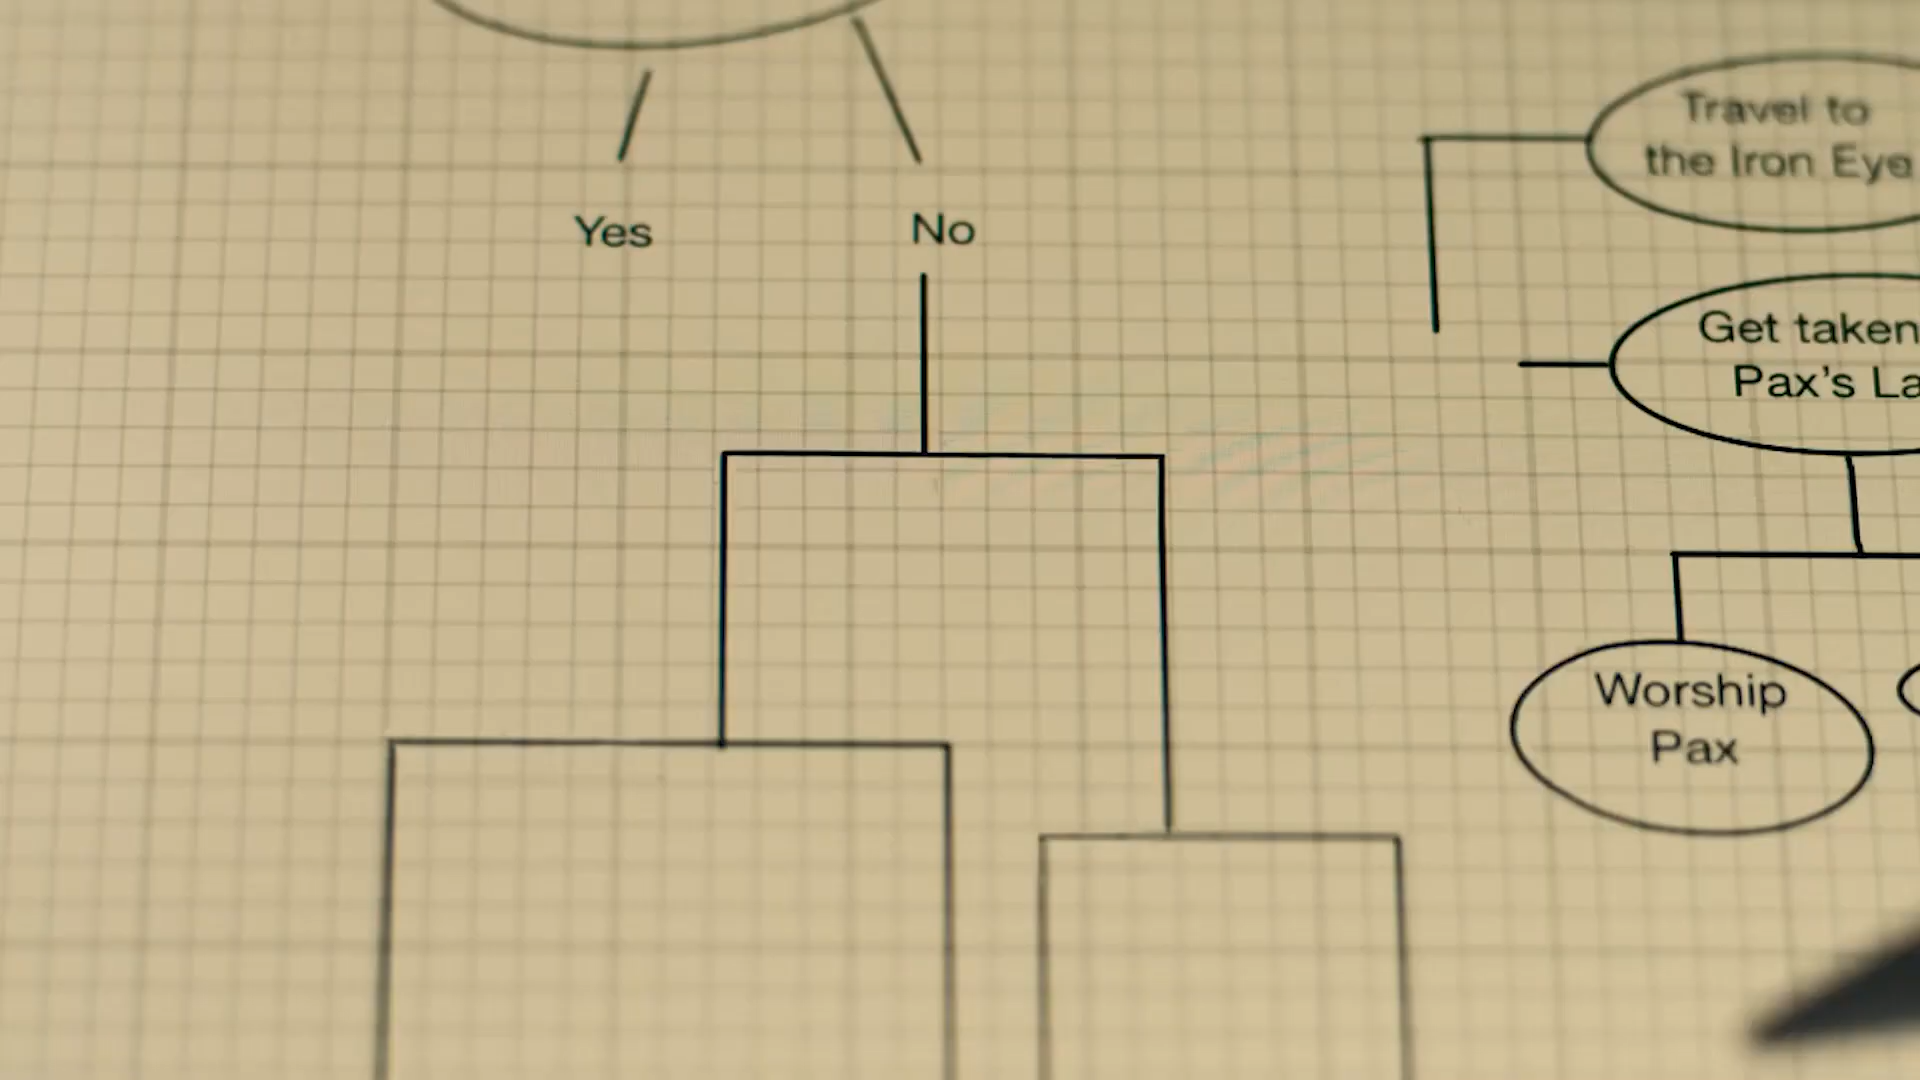 Yes
No
Travel to
the Iron Eye
Get taken
Pax's La
Worship
Pax